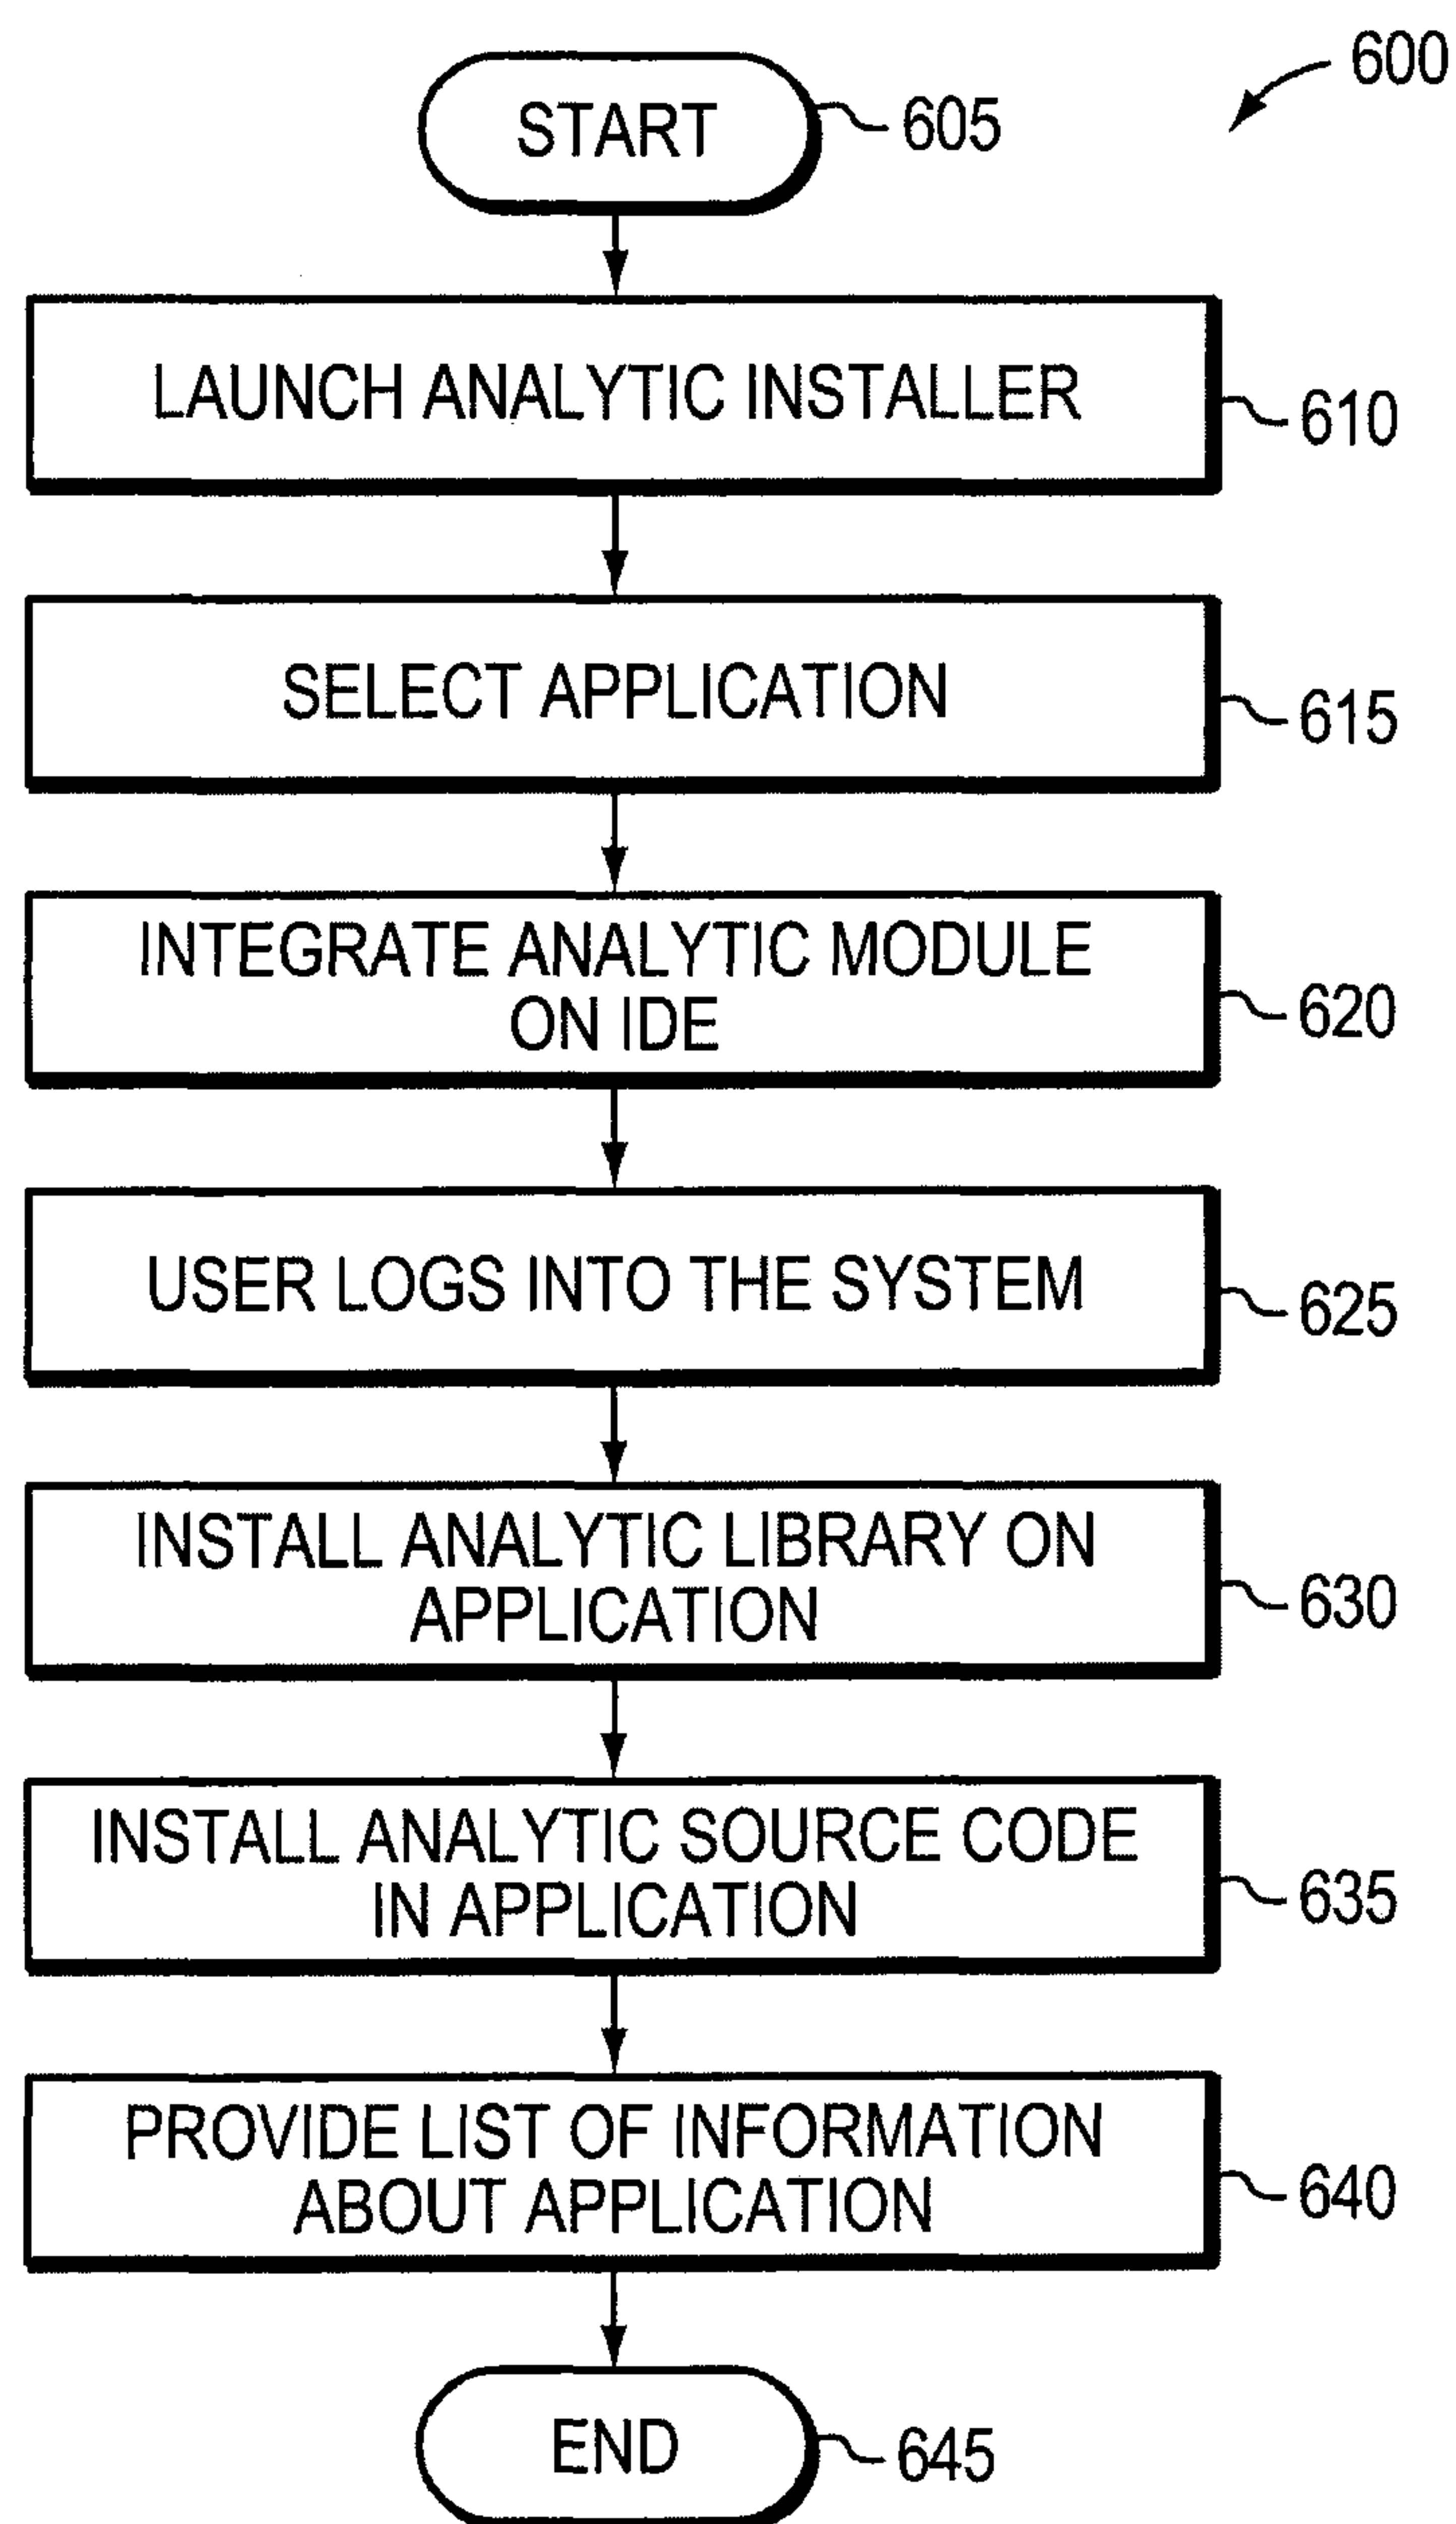 600
START
605
LAUNCH ANALYTIC INSTALLER
610
SELECT APPLICATION
615
INTEGRATE ANALYTIC MODULE
ON IDE
620
USER LOGS INTO THE SYSTEM
625
INSTALL ANALYTIC LIBRARY ON
APPLICATION
630
INSTALL ANALYTIC SOURCE CODE
IN APPLICATION
635
PROVIDE LIST OF INFORMATION
ABOUT APPLICATION
640
END
645